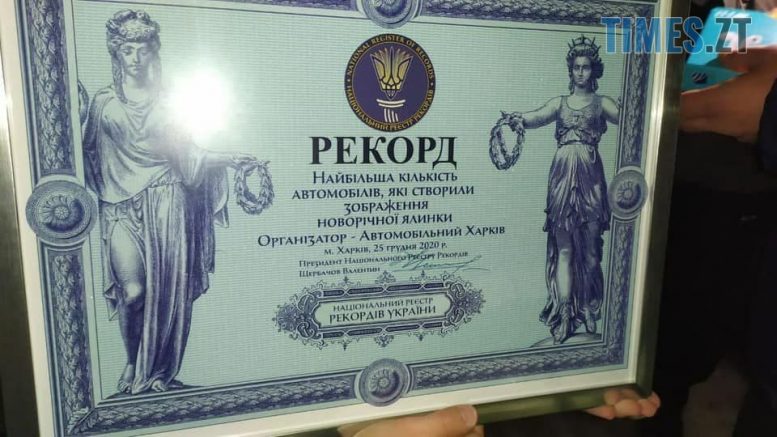 TIMES.ZT
NATIONAL REGISTER OF RECORDS
НАЦІОНАЛЬНИЙ РЕЄСТР РЕКОРДІВ
РЕКОРД
НАЙБІЛЬША КІЛЬКІСТЬ
АВТОМОБІЛІВ, ЯКІ СТВОРИЛИ
ЗОБРАЖЕННЯ
НОВОРІЧНОЇ ЯЛИНКИ
ОРГАНІЗАТОР - АВТОМОБІЛЬНИЙ ХАРКІВ
м. ХАРКІВ, 25 ГРУДНЯ 2020 р.
ПРЕЗИДЕНТ НАЦІОНАЛЬНОГО РЕЄСТРУ РЕКОРДІВ
ЩЕРБАЧОВ ВАЛЕНТИН
НАЦІОНАЛЬНИЙ РЕЄСТР
РЕКОРДІВ УКРАЇНИ